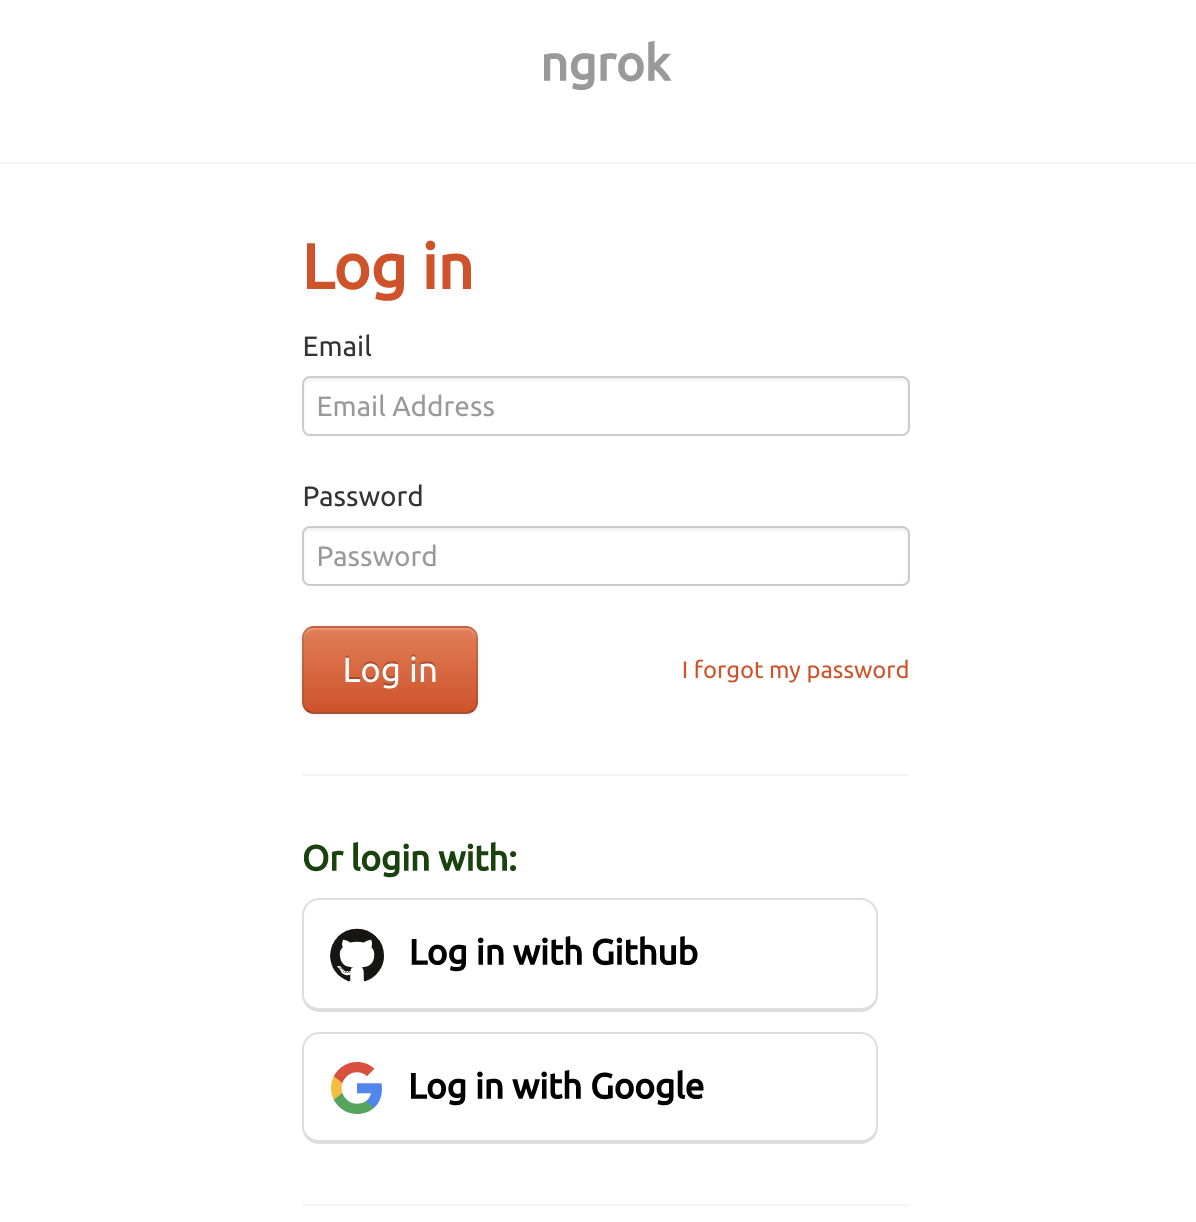 ngrok
Log in
Email
Email Address
Password
Password
Log in
I forgot my password
Or login with:
Log in with Github
Log in with Google